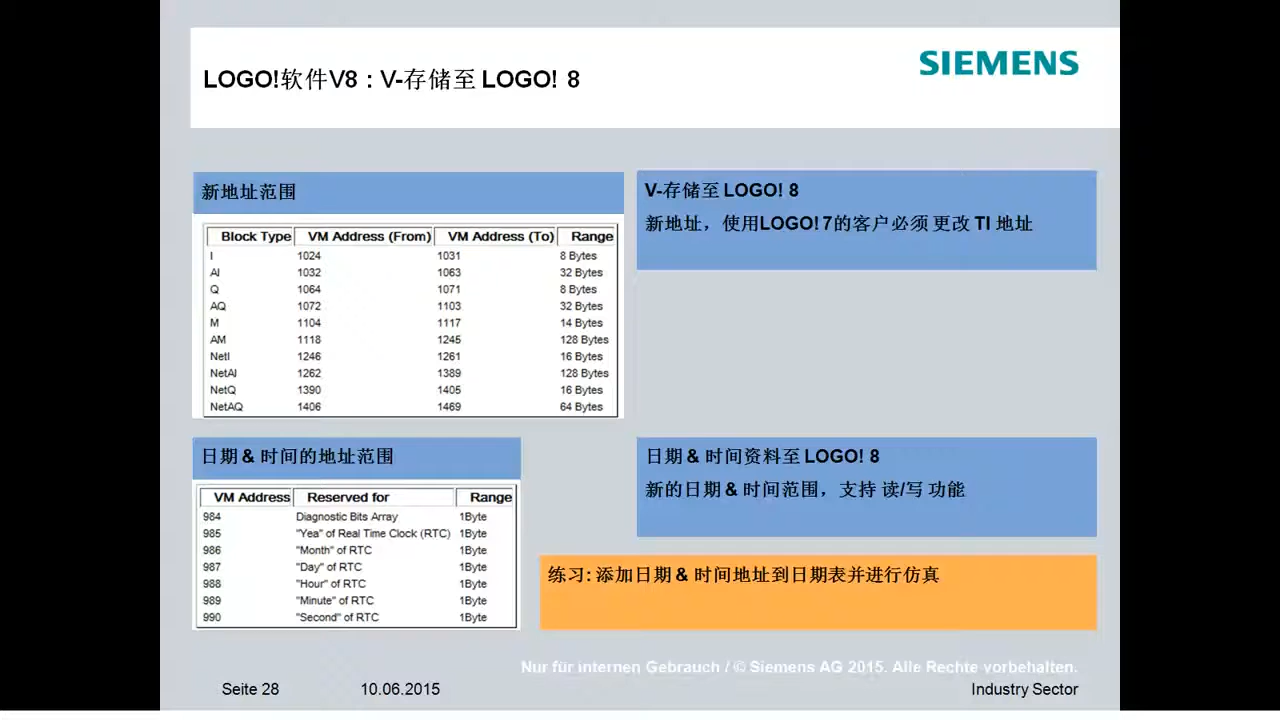 LOGO!软件V8 : V-存储至 LOGO! 8
SIEMENS
新地址范围
Block Type VM Address (From) VM Address (To) Range
I 1024 1031 8 Bytes
AI 1032 1063 32 Bytes
Q 1064 1071 8 Bytes
AQ 1072 1103 32 Bytes
M 1104 1117 14 Bytes
AM 1118 1245 128 Bytes
NetI 1246 1261 16 Bytes
NetAI 1262 1389 128 Bytes
NetQ 1390 1405 16 Bytes
NetAQ 1406 1469 64 Bytes
V-存储至 LOGO! 8
新地址，使用LOGO! 7的客户必须 更改 TI 地址
日期 & 时间的地址范围
VM Address Reserved for Range
984 Diagnostic Bits Array 1Byte
985 "Yea" of Real Time Clock (RTC) 1Byte
986 "Month" of RTC 1Byte
987 "Day" of RTC 1Byte
988 "Hour" of RTC 1Byte
989 "Minute" of RTC 1Byte
990 "Second" of RTC 1Byte
日期 & 时间资料至 LOGO! 8
新的日期 & 时间范围，支持 读/写 功能
练习: 添加日期 & 时间地址到日期表并进行仿真
Nur für internen Gebrauch / © Siemens AG 2015. Alle Rechte vorbehalten.
Seite 28 10.06.2015 Industry Sector